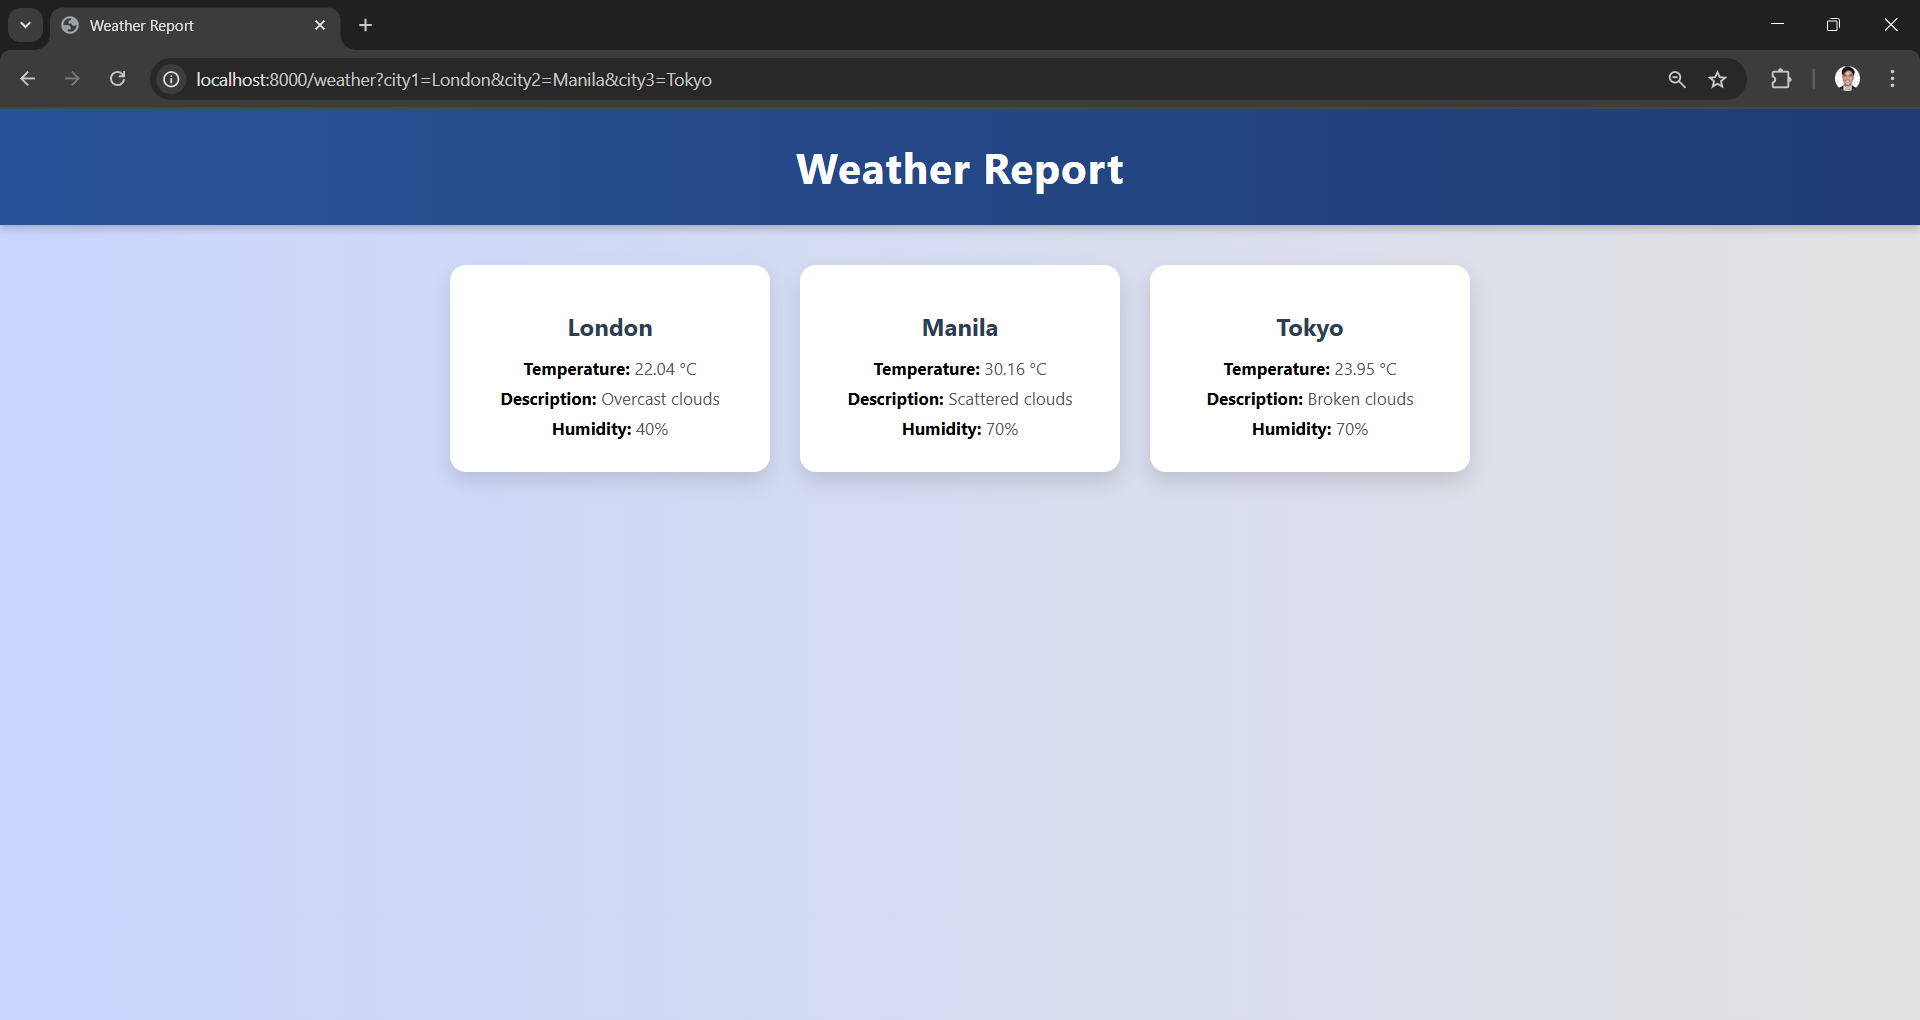 Weather Report
localhost:8000/weather?city1=London&city2=Manila&city3=Tokyo
Weather Report
London
Temperature: 22.04 °C
Description: Overcast clouds
Humidity: 40%
Manila
Temperature: 30.16 °C
Description: Scattered clouds
Humidity: 70%
Tokyo
Temperature: 23.95 °C
Description: Broken clouds
Humidity: 70%